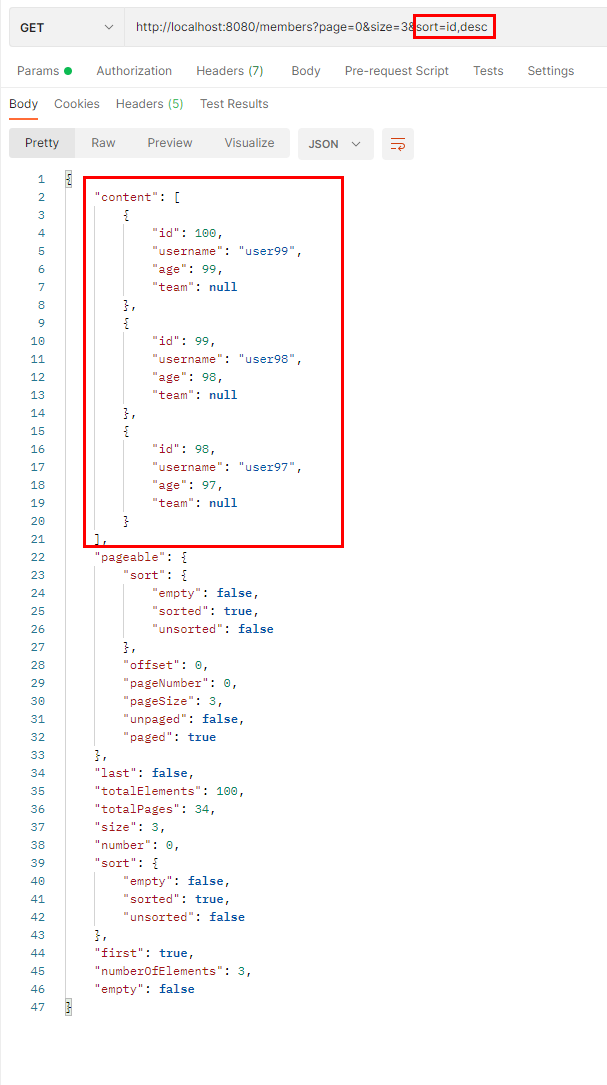 GET http://localhost:8080/members?page=0&size=3&sort=id,desc
Params Authorization Headers (7) Body Pre-request Script Tests Settings
Body Cookies Headers (5) Test Results
Pretty Raw Preview Visualize JSON
1 {
2 "content": [
3 {
4 "id": 100,
5 "username": "user99",
6 "age": 99,
7 "team": null
8 },
9 {
10 "id": 99,
11 "username": "user98",
12 "age": 98,
13 "team": null
14 },
15 {
16 "id": 98,
17 "username": "user97",
18 "age": 97,
19 "team": null
20 }
21 ],
22 "pageable": {
23 "sort": {
24 "empty": false,
25 "sorted": true,
26 "unsorted": false
27 },
28 "offset": 0,
29 "pageNumber": 0,
30 "pageSize": 3,
31 "unpaged": false,
32 "paged": true
33 },
34 "last": false,
35 "totalElements": 100,
36 "totalPages": 34,
37 "size": 3,
38 "number": 0,
39 "sort": {
40 "empty": false,
41 "sorted": true,
42 "unsorted": false
43 },
44 "first": true,
45 "numberOfElements": 3,
46 "empty": false
47 }